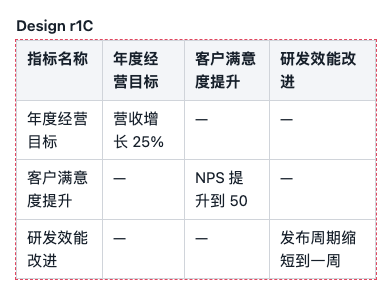 Design r1C
指标名称 年度经 客户满意 研发效能改
营目标 度提升 进
年度经营 营收增 — —
目标 长 25%
客户满意 — NPS 提 —
度提升 升到 50
研发效能 — — 发布周期缩
改进 短到一周